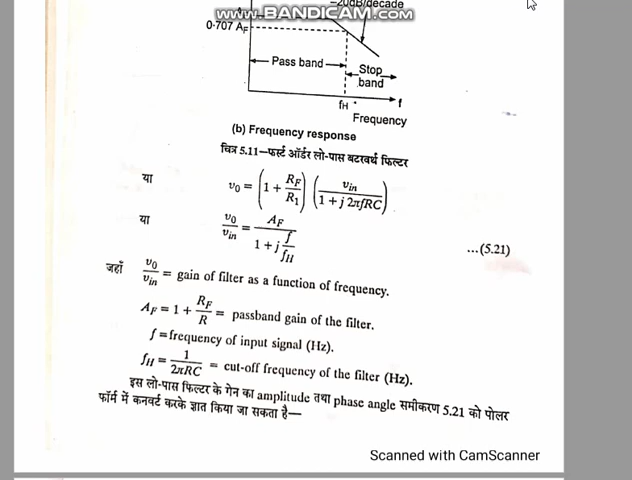 -20dB/decade
www.BANDICAM.com
0·707 A_F
Pass band
Stop band
f_H
f
Frequency
(b) Frequency response
चित्र 5.11—फर्स्ट ऑर्डर लो-पास बटरवर्थ फिल्टर
या v₀ = (1 + R_F/R₁) (v_in/(1 + j 2πfRC))
या v₀/v_in = A_F/(1 + j f/f_H) ...(5.21)
जहाँ v₀/v_in = gain of filter as a function of frequency.
A_F = 1 + R_F/R = passband gain of the filter.
f = frequency of input signal (Hz).
f_H = 1/2πRC = cut-off frequency of the filter (Hz).
इस लो-पास फिल्टर के गेन का amplitude तथा phase angle समीकरण 5.21 को पोलर
फॉर्म में कनवर्ट करके ज्ञात किया जा सकता है—
Scanned with CamScanner